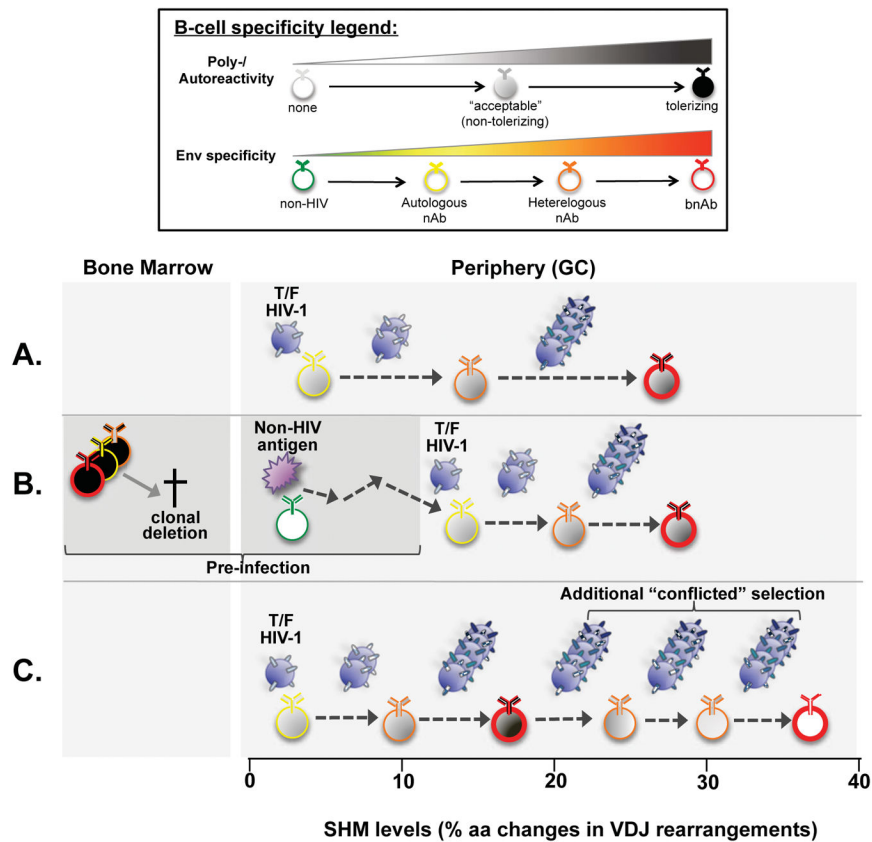 B-cell specificity legend:
Poly-/
Autoreactivity
none
"acceptable"
(non-tolerizing)
tolerizing
Env specificity
non-HIV
Autologous
nAb
Heterelogous
nAb
bnAb
Bone Marrow
Periphery (GC)
A.
T/F
HIV-1
B.
clonal
deletion
Non-HIV
antigen
T/F
HIV-1
Pre-infection
C.
T/F
HIV-1
Additional "conflicted" selection
0
10
20
30
40
SHM levels (% aa changes in VDJ rearrangements)